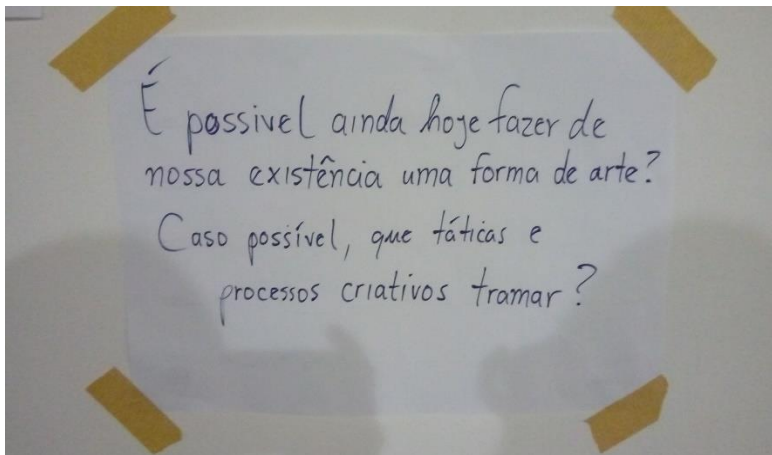 É possivel ainda hoje fazer de
nossa existência uma forma de arte?
Caso possível, que táticas e
processos criativos tramar?